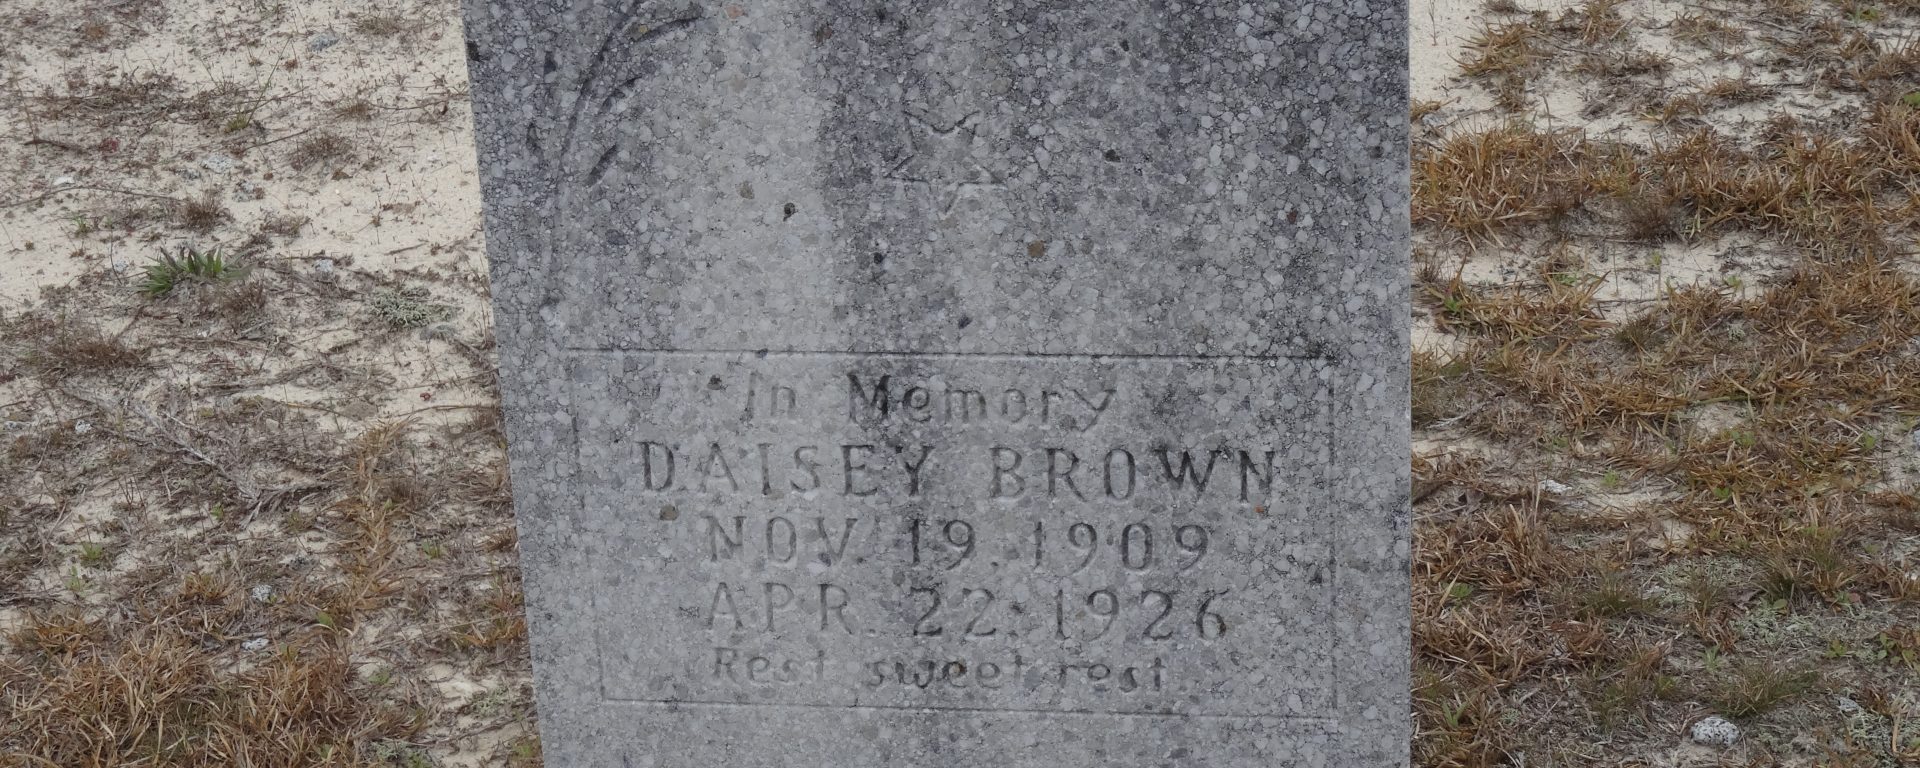 In Memory
DAISEY BROWN
NOV. 19. 1909
APR. 22. 1926
Rest sweet rest.